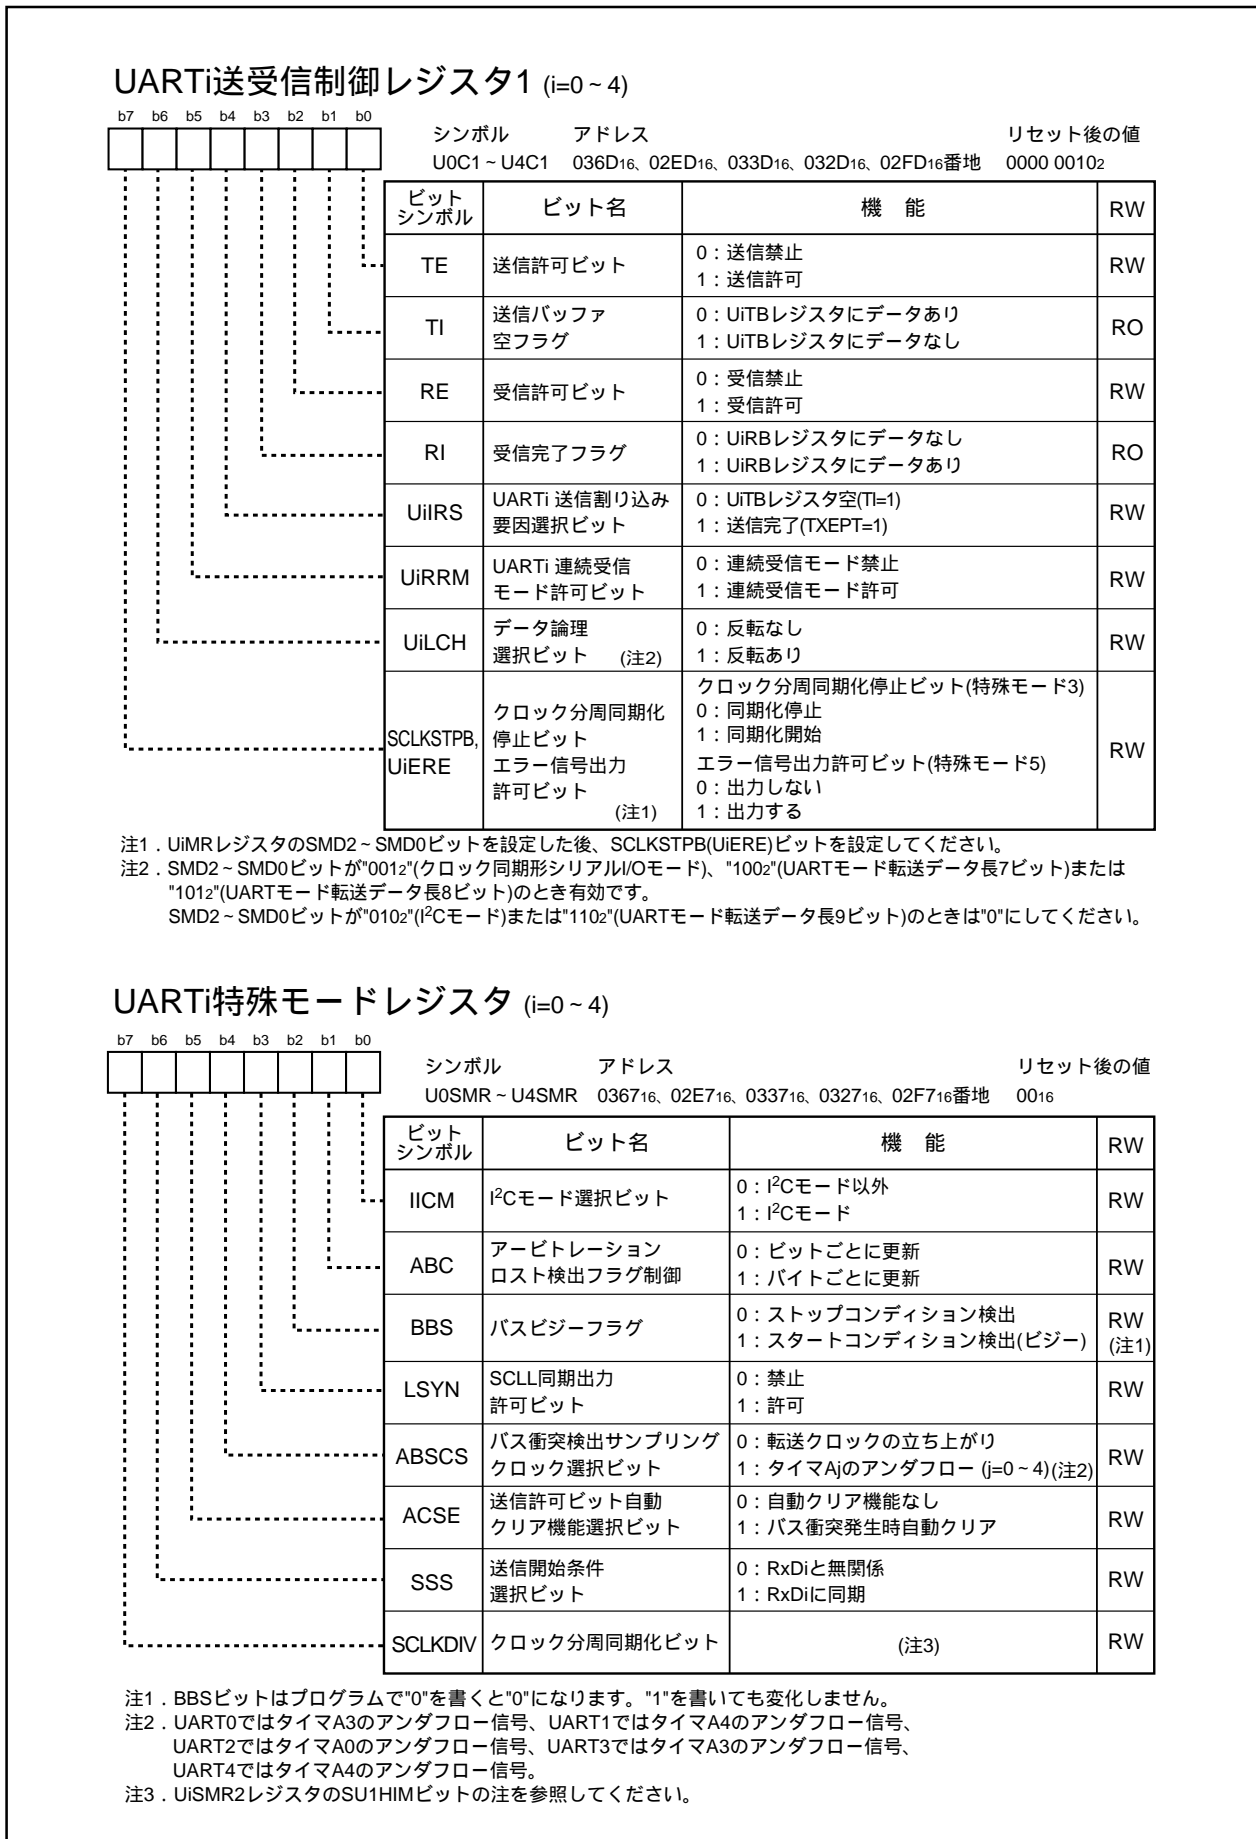 UARTi送受信制御レジスタ1 (i=0～4)
b7 b6 b5 b4 b3 b2 b1 b0
シンボル アドレス リセット後の値
U0C1～U4C1 036D16、02ED16、033D16、032D16、02FD16番地 0000 00102
ビット
シンボル
ビット名 機 能 RW
TE 送信許可ビット 0：送信禁止
1：送信許可 RW
TI 送信バッファ
空フラグ 0：UiTBレジスタにデータあり
1：UiTBレジスタにデータなし RO
RE 受信許可ビット 0：受信禁止
1：受信許可 RW
RI 受信完了フラグ 0：UiRBレジスタにデータなし
1：UiRBレジスタにデータあり RO
UiIRS UARTi 送信割り込み
要因選択ビット 0：UiTBレジスタ空(TI=1)
1：送信完了(TXEPT=1) RW
UiRRM UARTi 連続受信
モード許可ビット 0：連続受信モード禁止
1：連続受信モード許可 RW
UiLCH データ論理
選択ビット (注2) 0：反転なし
1：反転あり RW
SCLKSTPB,
UiERE
クロック分周同期化
停止ビット
エラー信号出力
許可ビット
(注1)
クロック分周同期化停止ビット(特殊モード3)
0：同期化停止
1：同期化開始
エラー信号出力許可ビット(特殊モード5)
0：出力しない
1：出力する
RW
注1．UiMRレジスタのSMD2～SMD0ビットを設定した後、SCLKSTPB(UiERE)ビットを設定してください。
注2．SMD2～SMD0ビットが"0012"(クロック同期形シリアルI/Oモード)、"1002"(UARTモード転送データ長7ビット)または
"1012"(UARTモード転送データ長8ビット)のとき有効です。
SMD2～SMD0ビットが"0102"(I2Cモード)または"1102"(UARTモード転送データ長9ビット)のときは"0"にしてください。
UARTi特殊モードレジスタ (i=0～4)
b7 b6 b5 b4 b3 b2 b1 b0
シンボル アドレス リセット後の値
U0SMR～U4SMR 036716、02E716、033716、032716、02F716番地 0016
ビット
シンボル
ビット名 機 能 RW
IICM I2Cモード選択ビット 0：I2Cモード以外
1：I2Cモード RW
ABC アービトレーション
ロスト検出フラグ制御 0：ビットごとに更新
1：バイトごとに更新 RW
BBS バスビジーフラグ 0：ストップコンディション検出
1：スタートコンディション検出(ビジー) RW
(注1)
LSYN SCLL同期出力
許可ビット 0：禁止
1：許可 RW
ABSCS バス衝突検出サンプリング
クロック選択ビット 0：転送クロックの立ち上がり
1：タイマAjのアンダフロー (j=0～4)(注2) RW
ACSE 送信許可ビット自動
クリア機能選択ビット 0：自動クリア機能なし
1：バス衝突発生時自動クリア RW
SSS 送信開始条件
選択ビット 0：RxDiと無関係
1：RxDiに同期 RW
SCLKDIV クロック分周同期化ビット (注3) RW
注1．BBSビットはプログラムで"0"を書くと"0"になります。"1"を書いても変化しません。
注2．UART0ではタイマA3のアンダフロー信号、UART1ではタイマA4のアンダフロー信号、
UART2ではタイマA0のアンダフロー信号、UART3ではタイマA3のアンダフロー信号、
UART4ではタイマA4のアンダフロー信号。
注3．UiSMR2レジスタのSU1HIMビットの注を参照してください。